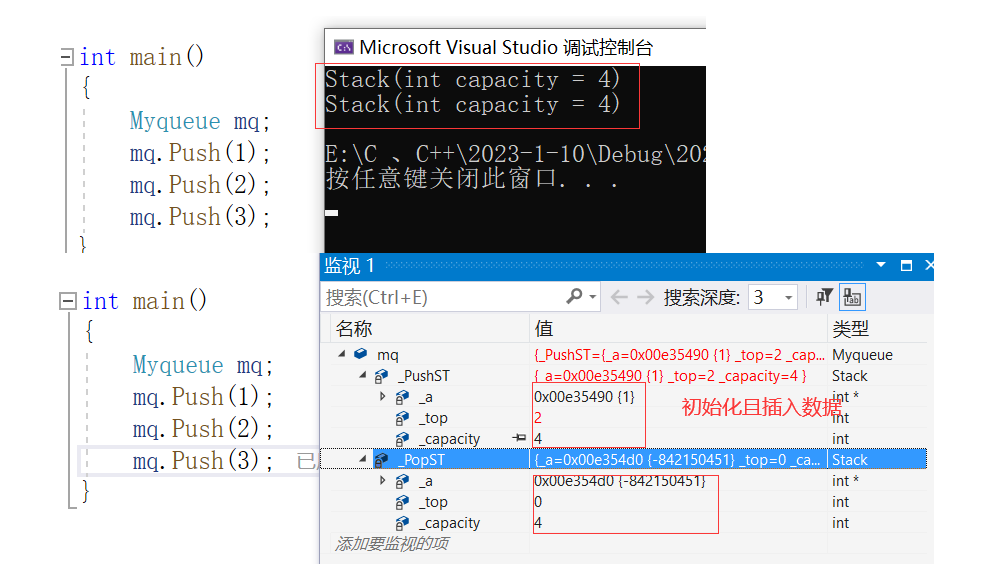 int main()
{
Myqueue mq;
mq.Push(1);
mq.Push(2);
mq.Push(3);
}
Microsoft Visual Studio 调试控制台
Stack(int capacity = 4)
Stack(int capacity = 4)
E:\C 、C++\2023-1-10\Debug\202
按任意键关闭此窗口. . .
int main()
{
Myqueue mq;
mq.Push(1);
mq.Push(2);
mq.Push(3); 已
}
监视 1
搜索(Ctrl+E) 搜索深度: 3
名称 值 类型
mq {_PushST={_a=0x00e35490 {1} _top=2 _cap... Myqueue
_PushST {_a=0x00e35490 {1} _top=2 _capacity=4 } Stack
_a 0x00e35490 {1} int *
_top 2 int
_capacity 4 int
初始化且插入数据
_PopST {_a=0x00e354d0 {-842150451} _top=0 _ca... Stack
_a 0x00e354d0 {-842150451} int *
_top 0 int
_capacity 4 int
添加要监视的项